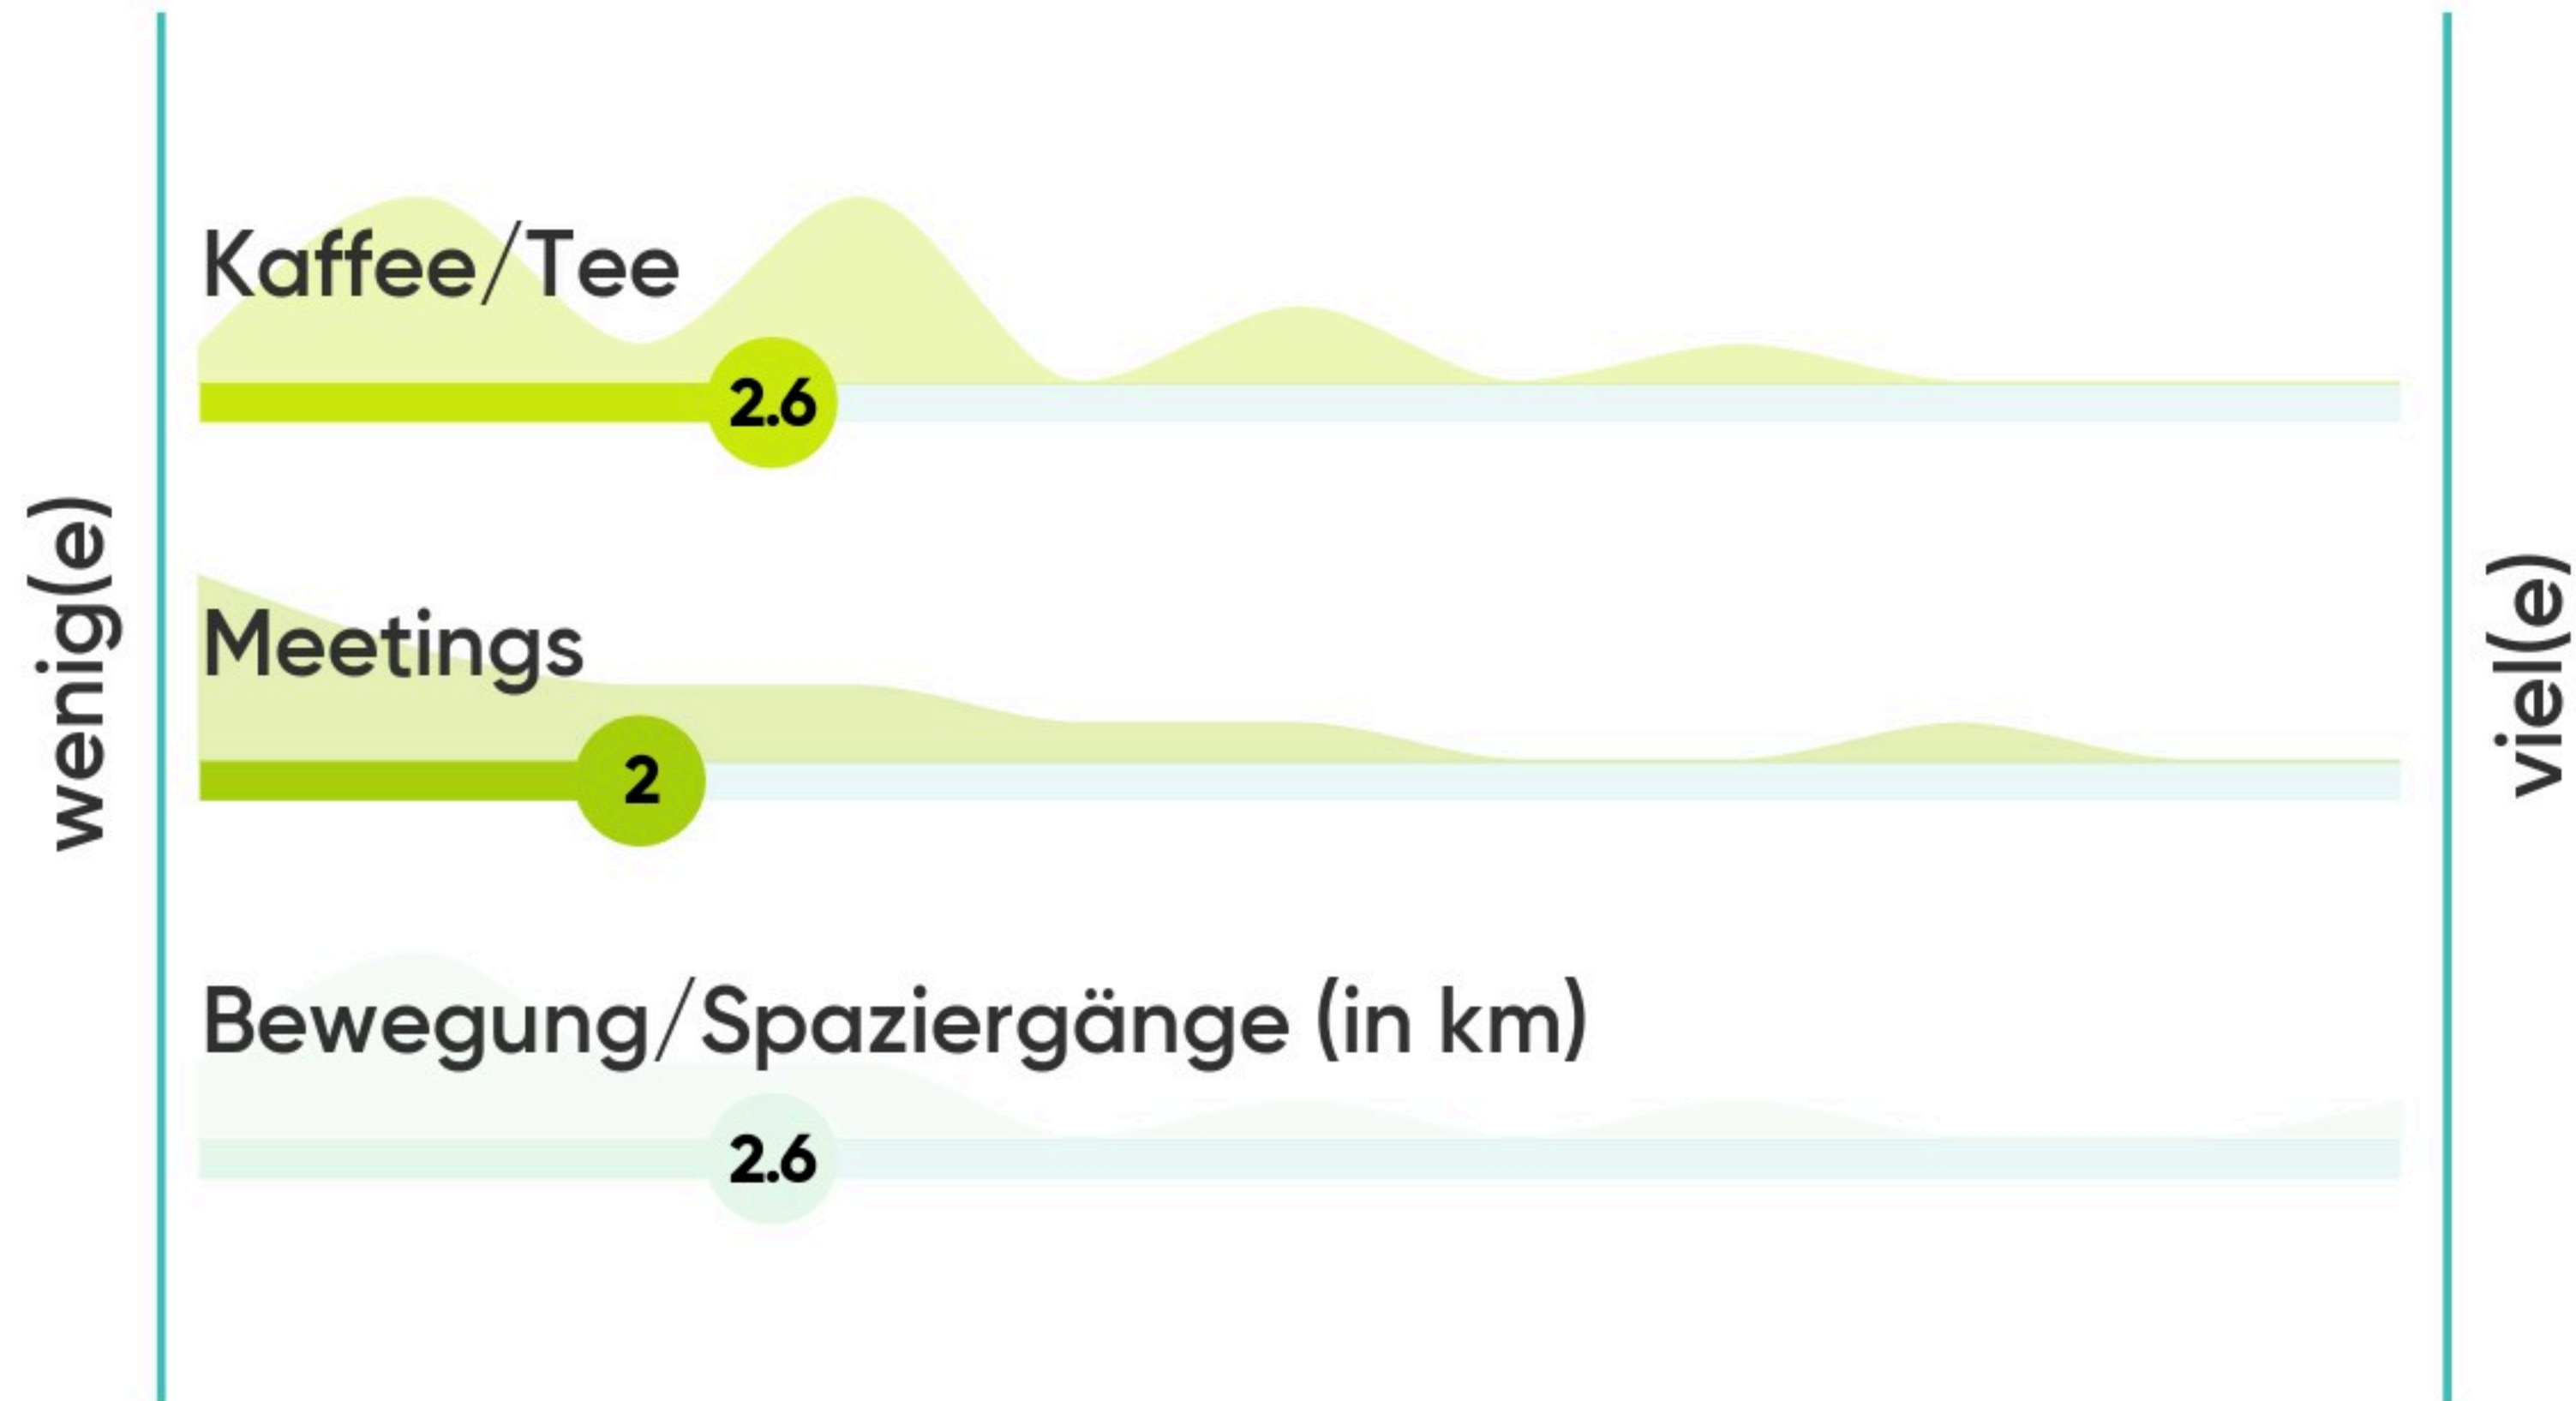 wenig(e)
Kaffee/Tee
2.6
Meetings
2
Bewegung/Spaziergänge (in km)
2.6
viel(e)